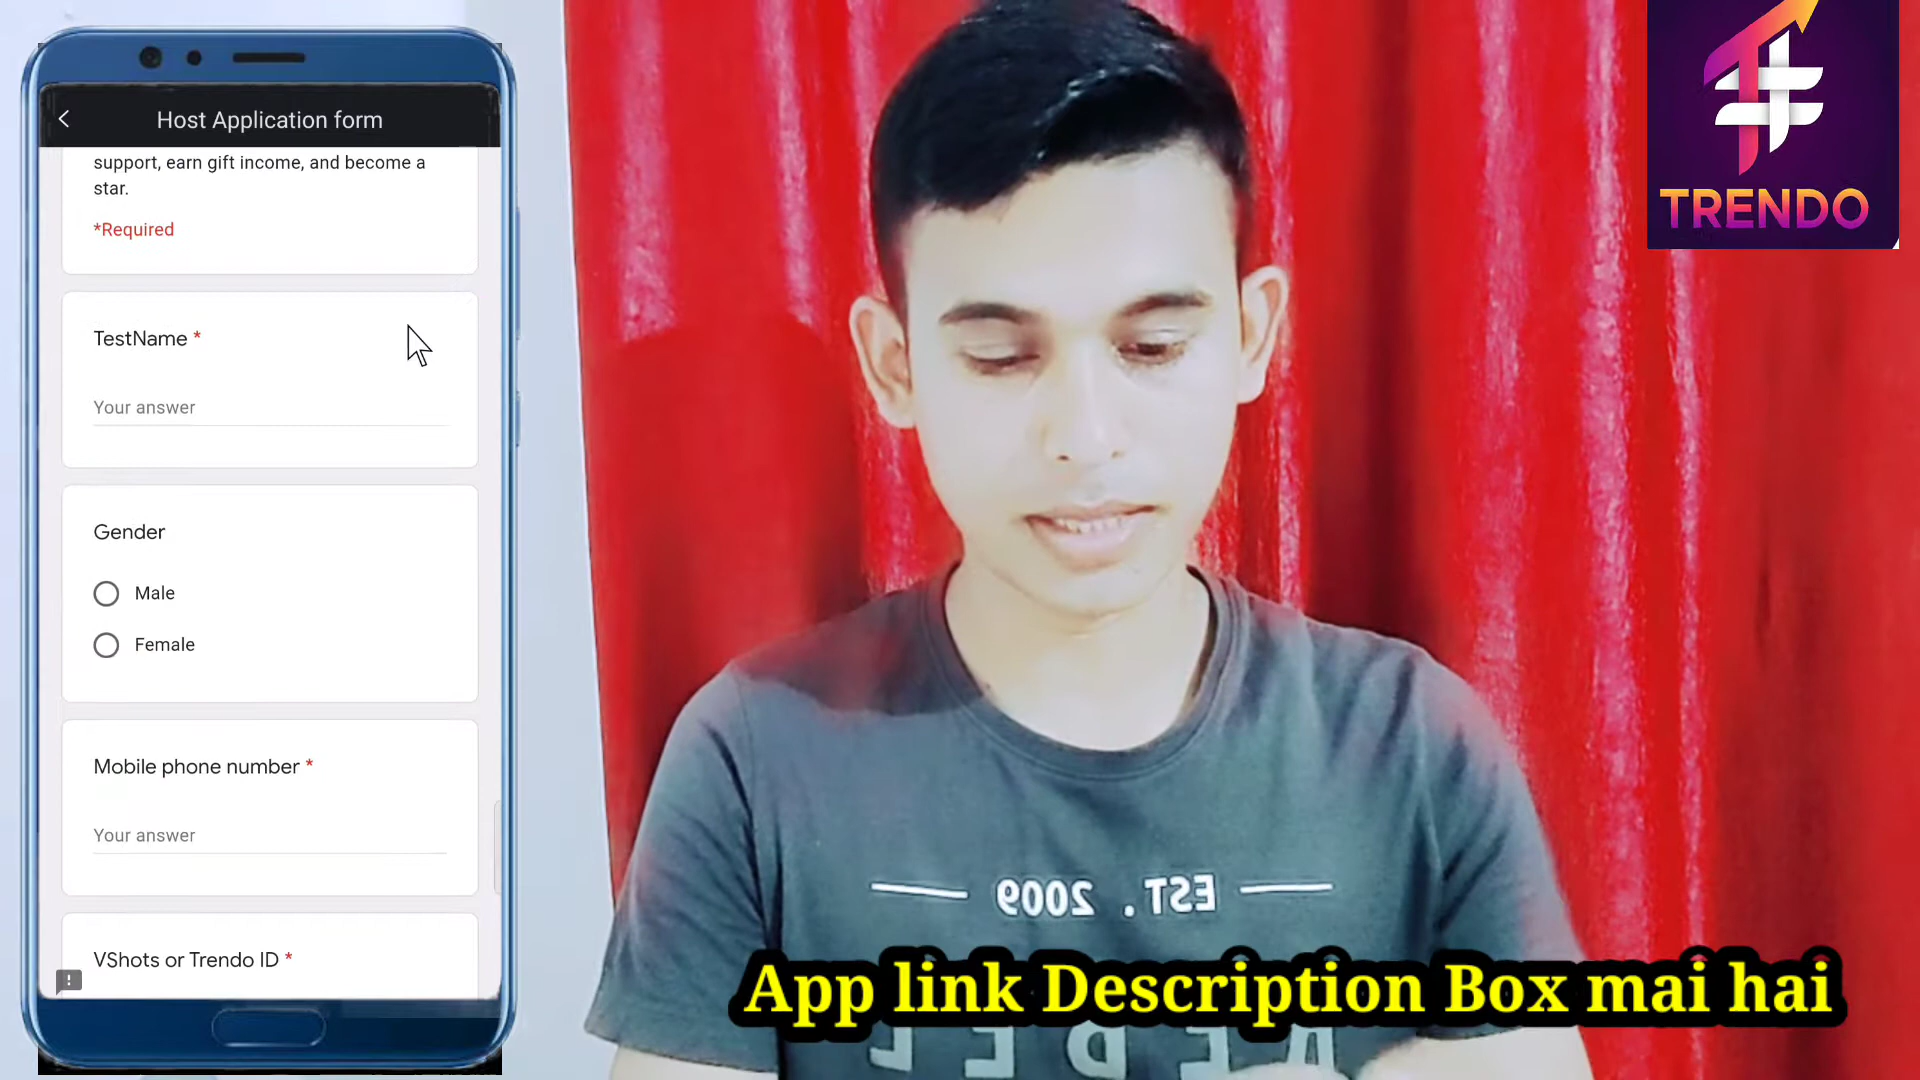 Host Application form
support, earn gift income, and become a
star.
*Required
TestName *
Your answer
Gender
Male
Female
Mobile phone number *
Your answer
VShots or Trendo ID *
TRENDO
EST. 2009
App link Description Box mai hai